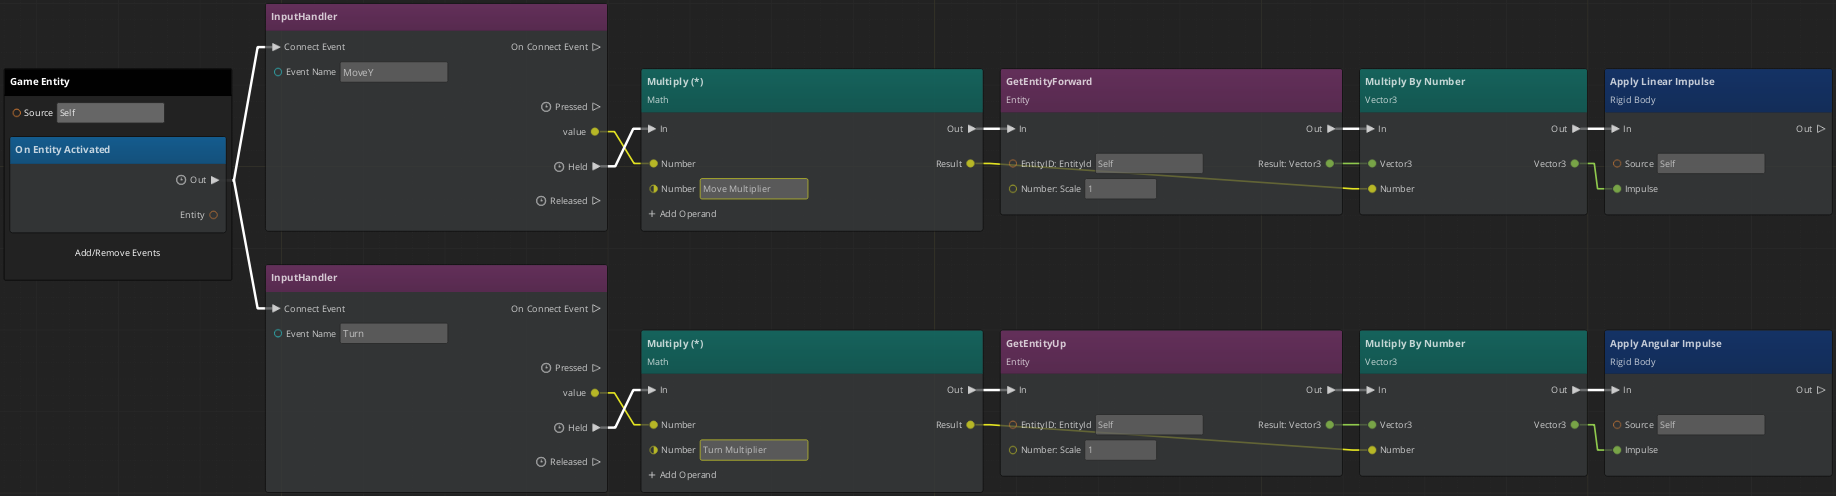 Game Entity
Source Self
On Entity Activated
Out
Entity
Add/Remove Events
InputHandler
Connect Event On Connect Event
Event Name MoveY
Pressed
value
Held
Released
Multiply (*)
Math
In Out
Number Result
Number Move Multiplier
+ Add Operand
GetEntityForward
Entity
In Out
EntityID: EntityId Self Result: Vector3
Number: Scale 1
Multiply By Number
Vector3
In Out
Vector3 Vector3
Number
Apply Linear Impulse
Rigid Body
In Out
Source Self
Impulse
InputHandler
Connect Event On Connect Event
Event Name Turn
Pressed
value
Held
Released
Multiply (*)
Math
In Out
Number Result
Number Turn Multiplier
+ Add Operand
GetEntityUp
Entity
In Out
EntityID: EntityId Self Result: Vector3
Number: Scale 1
Multiply By Number
Vector3
In Out
Vector3 Vector3
Number
Apply Angular Impulse
Rigid Body
In Out
Source Self
Impulse